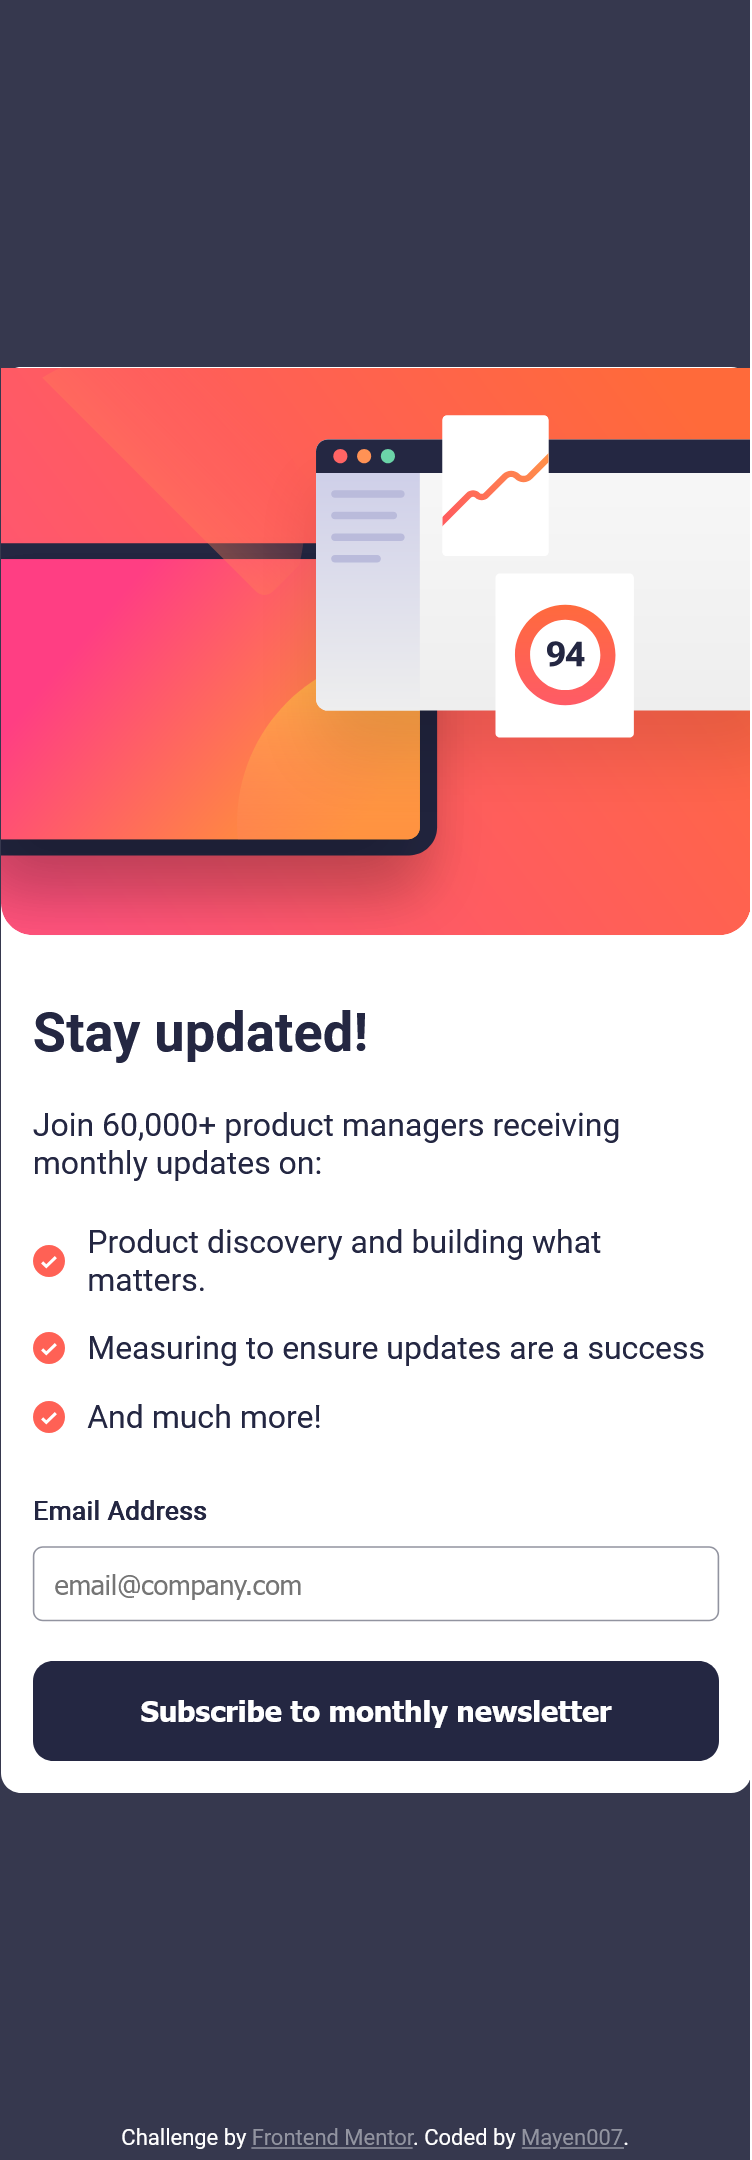 94
Stay updated!
Join 60,000+ product managers receiving
monthly updates on:
Product discovery and building what
matters.
Measuring to ensure updates are a success
And much more!
Email Address
email@company.com
Subscribe to monthly newsletter
Challenge by Frontend Mentor. Coded by Mayen007.